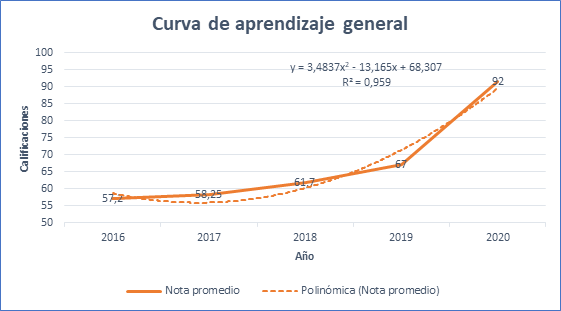 Curva de aprendizaje general
y = 3,4837x² - 13,165x + 68,307
R² = 0,959
100
95
90
85
80
75
70
65
60
55
50
Calificaciones
57,2
58,25
61,7
67
92
2016 2017 2018 2019 2020
Año
Nota promedio Polinómica (Nota promedio)